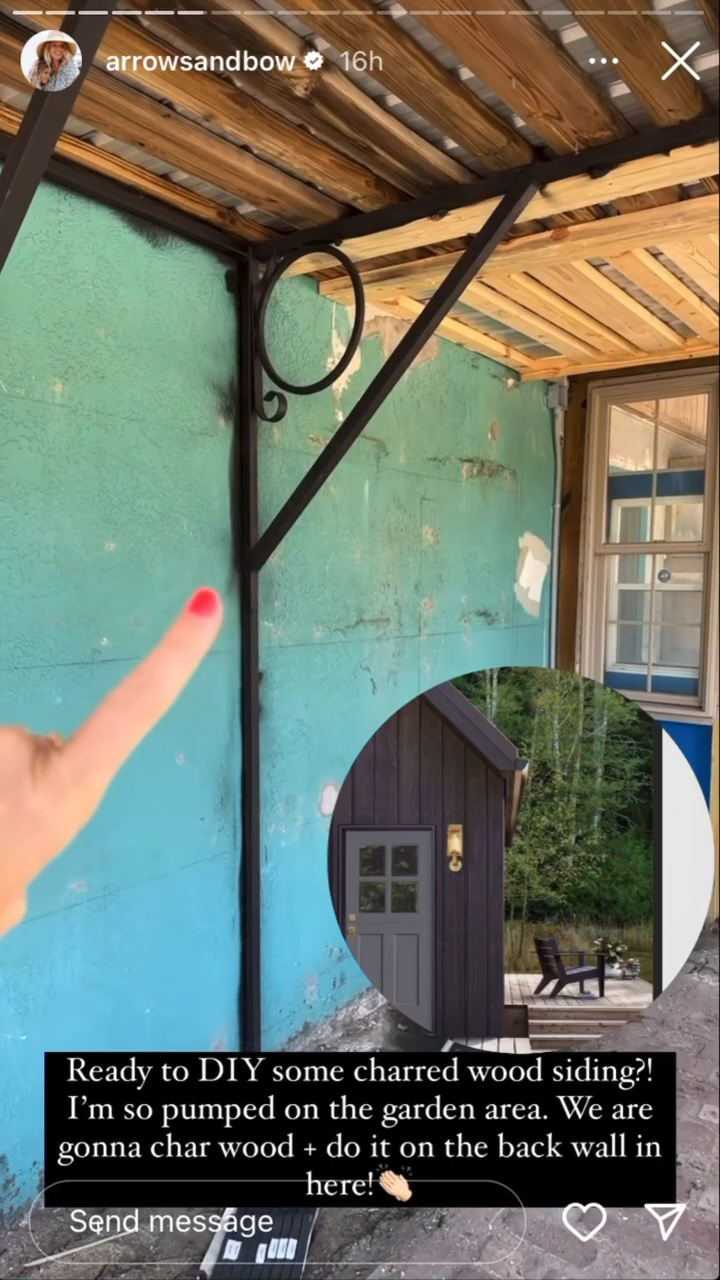 arrowsandbow 16h
Ready to DIY some charred wood siding?!
I'm so pumped on the garden area. We are
gonna char wood + do it on the back wall in
here!👏🏻
Send message